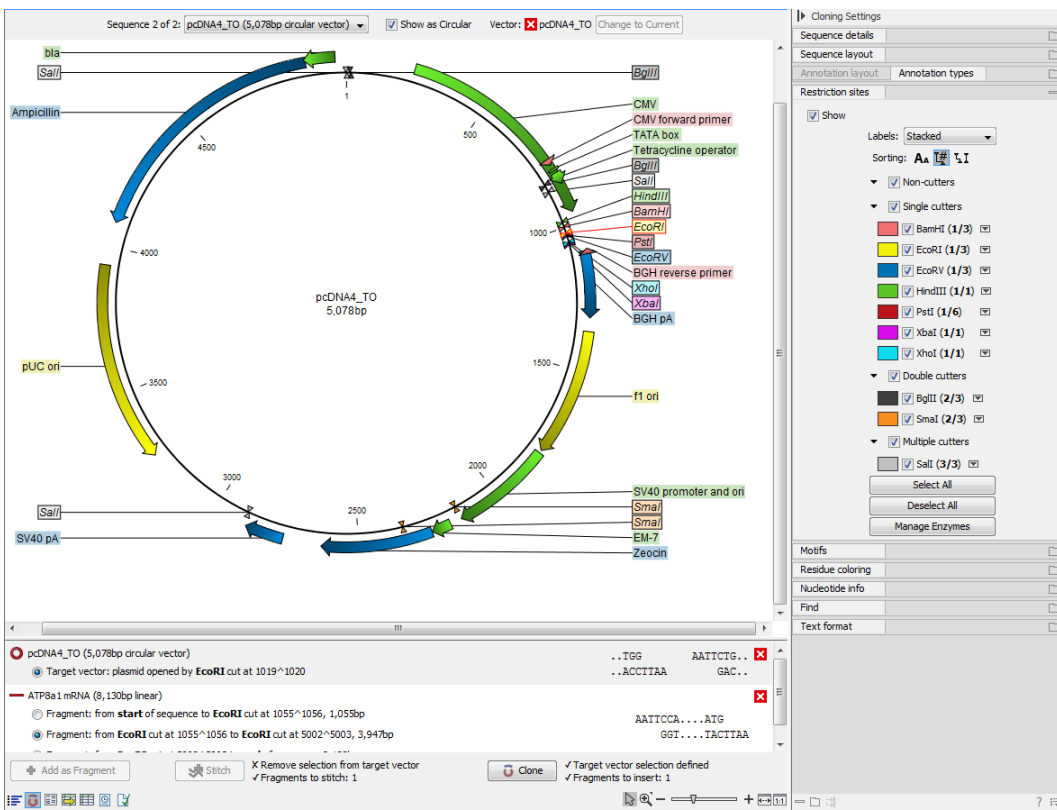 Sequence 2 of 2: pcDNA4_TO (5,078bp circular vector) Show as Circular Vector: pcDNA4_TO Change to Current
bla
SalI
Ampicillin
BglII
CMV
CMV forward primer
TATA box
Tetracycline operator
BglII
SalI
HindIII
BamHI
EcoRI
PstI
EcoRV
BGH reverse primer
XhoI
XbaI
BGH pA
f1 ori
SV40 promoter and ori
SmaI
SmaI
EM-7
Zeocin
pUC ori
SalI
SV40 pA
1
500
1000
1500
2000
2500
3000
3500
4000
4500
pcDNA4_TO
5,078bp
pcDNA4_TO (5,078bp circular vector)
Target vector: plasmid opened by EcoRI cut at 1019^1020
..TGG AATTCTG..
..ACCTTAA GAC..
ATP8a1 mRNA (8,130bp linear)
Fragment: from start of sequence to EcoRI cut at 1055^1056, 1,055bp
Fragment: from EcoRI cut at 1055^1056 to EcoRI cut at 5002^5003, 3,947bp
AATTCCA....ATG
GGT....TACTTAA
Add as Fragment
Stitch
X Remove selection from target vector
√ Fragments to stitch: 1
Clone
√ Target vector selection defined
√ Fragments to insert: 1
1:1
Cloning Settings
Sequence details
Sequence layout
Annotation layout Annotation types
Restriction sites
Show
Labels: Stacked
Sorting:
Non-cutters
Single cutters
BamHI (1/3)
EcoRI (1/3)
EcoRV (1/3)
HindIII (1/1)
PstI (1/6)
XbaI (1/1)
XhoI (1/1)
Double cutters
BglII (2/3)
SmaI (2/3)
Multiple cutters
SalI (3/3)
Select All
Deselect All
Manage Enzymes
Motifs
Residue coloring
Nucleotide info
Find
Text format